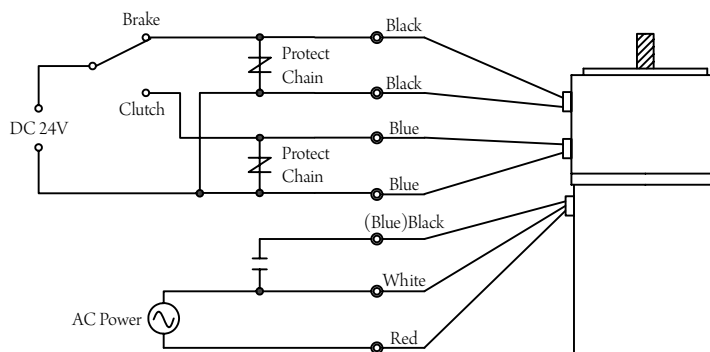 Brake
Black
Protect
Chain
Black
Clutch
DC 24V
Blue
Protect
Chain
Blue
(Blue)Black
White
AC Power
Red